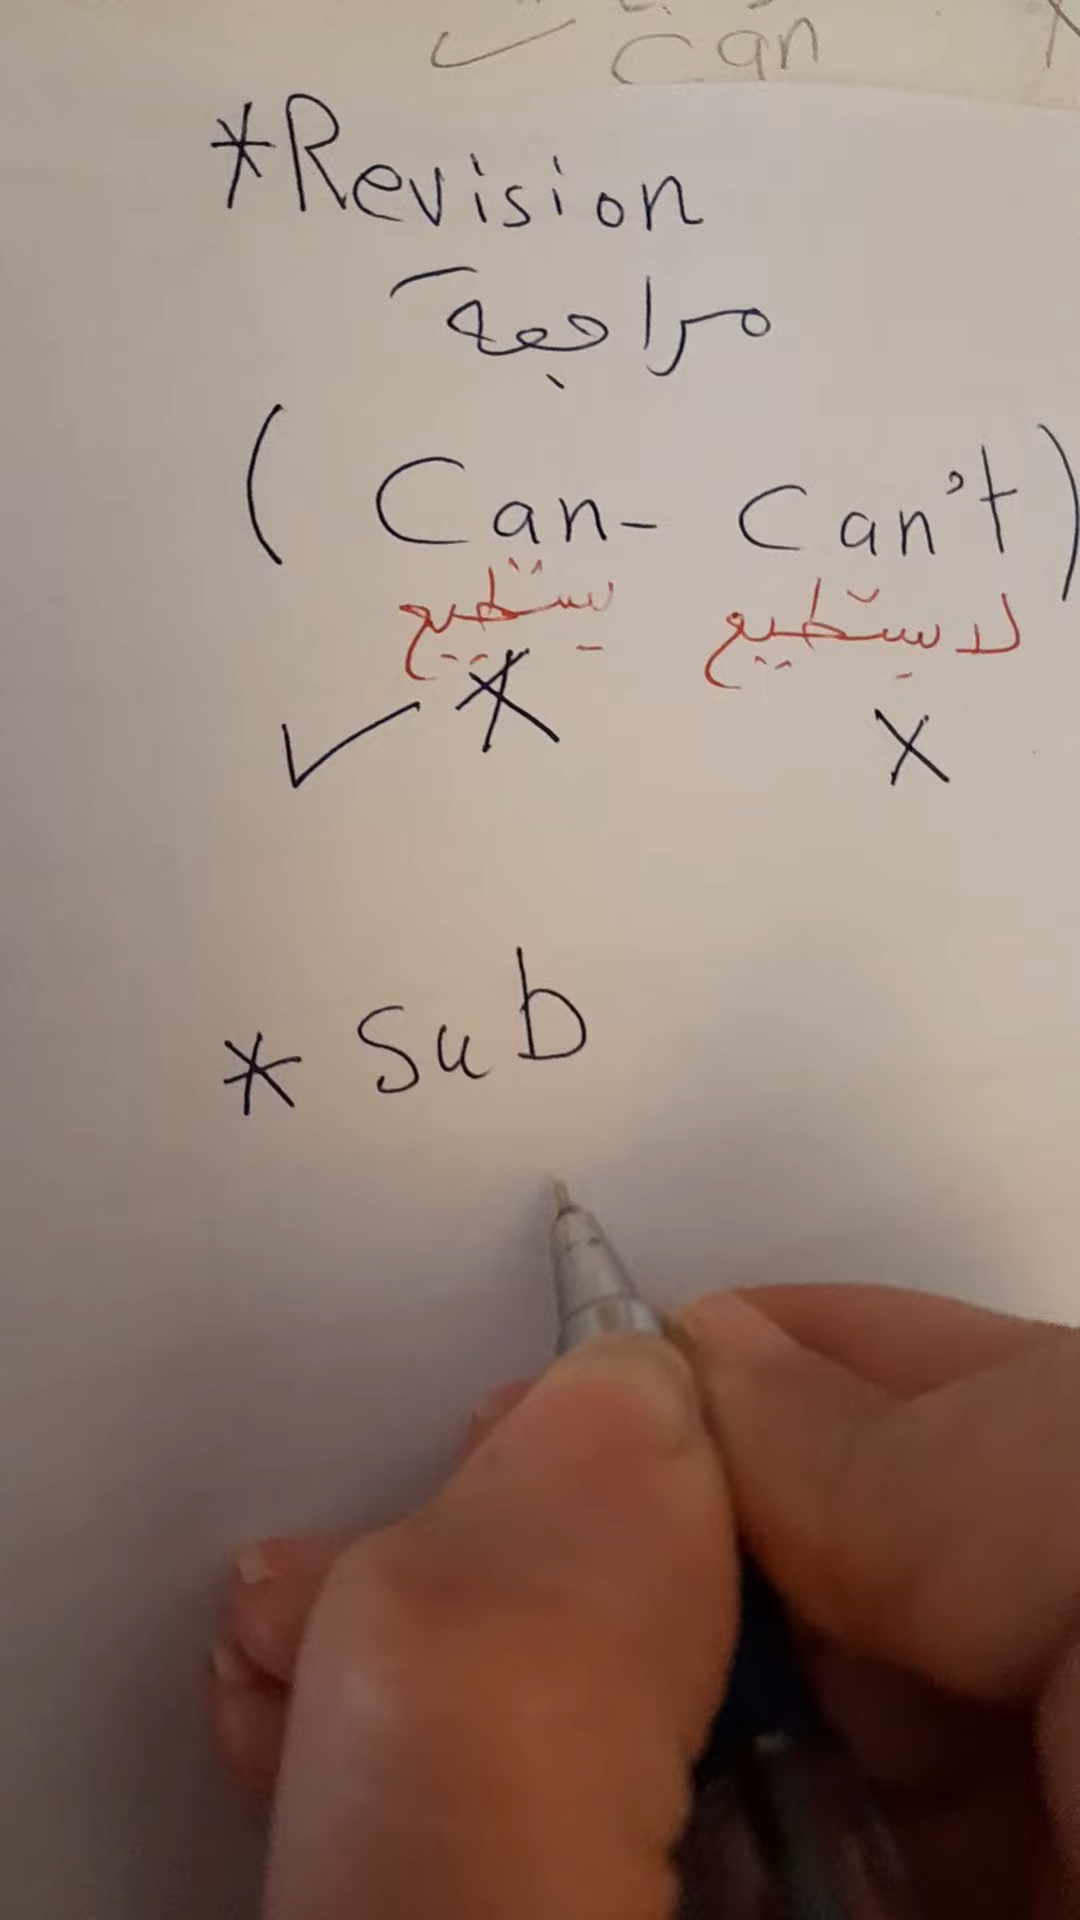 ✓ Can X
*Revision
مراجعة
( Can - Can't )
يستطيع لا يستطيع
✓ X X
* Sub